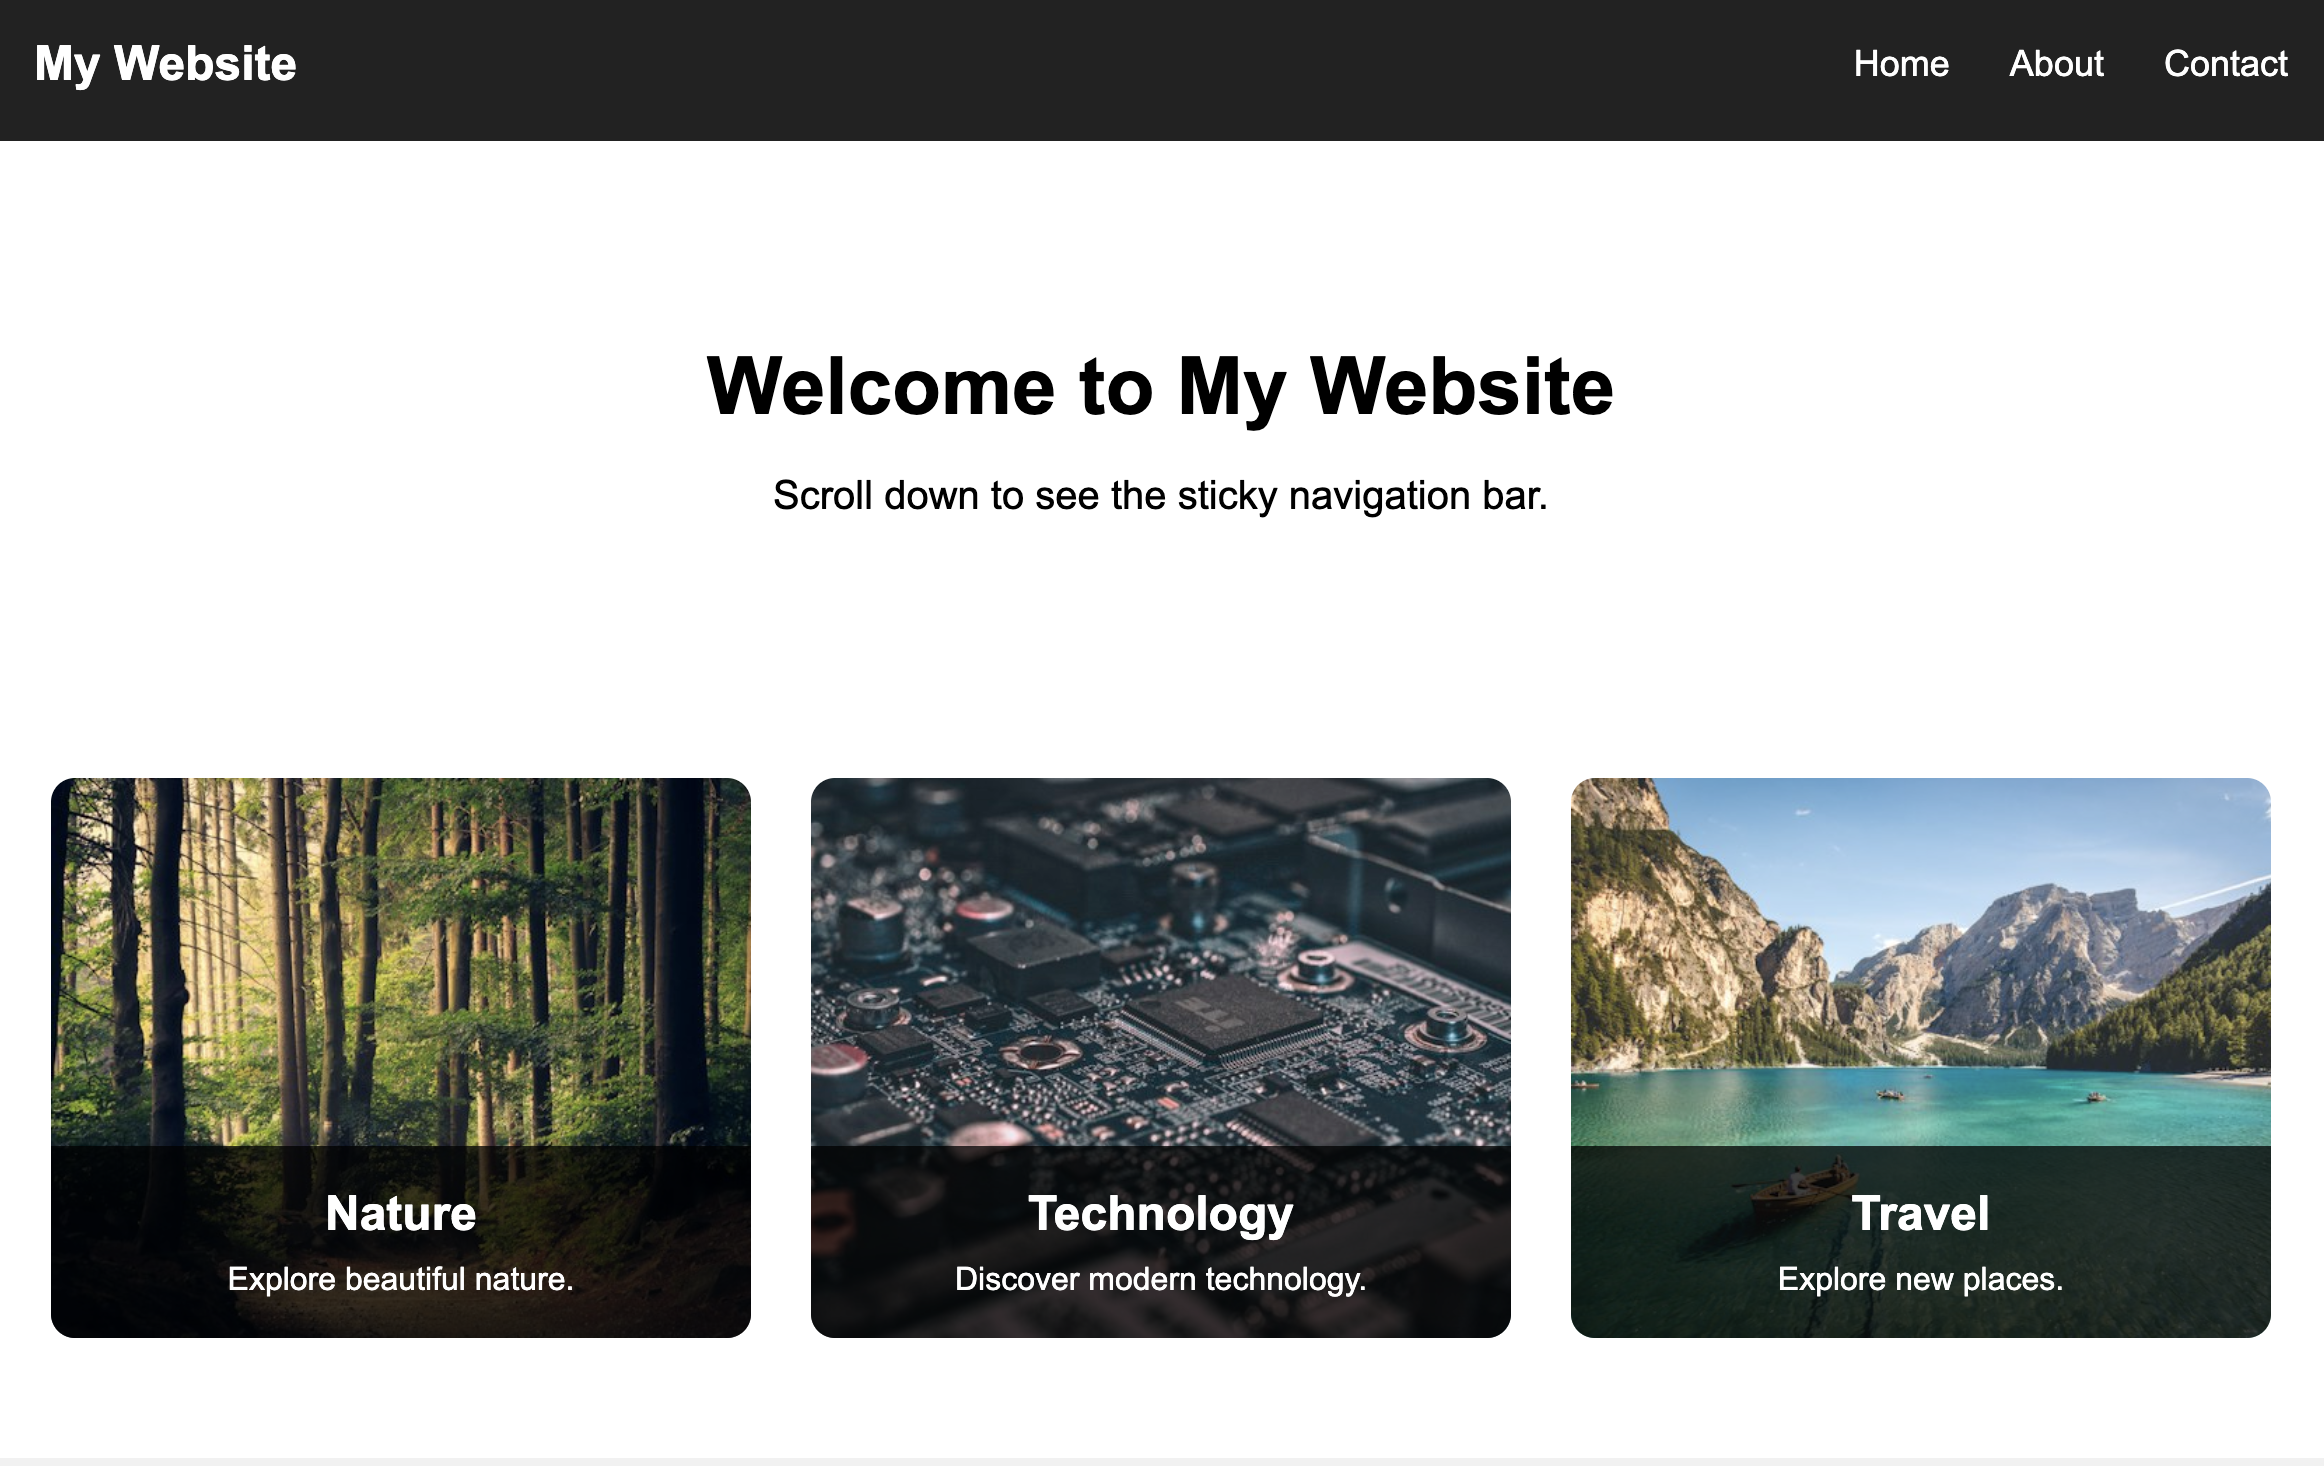 My Website
Home About Contact
Welcome to My Website
Scroll down to see the sticky navigation bar.
Nature
Explore beautiful nature.
Technology
Discover modern technology.
Travel
Explore new places.